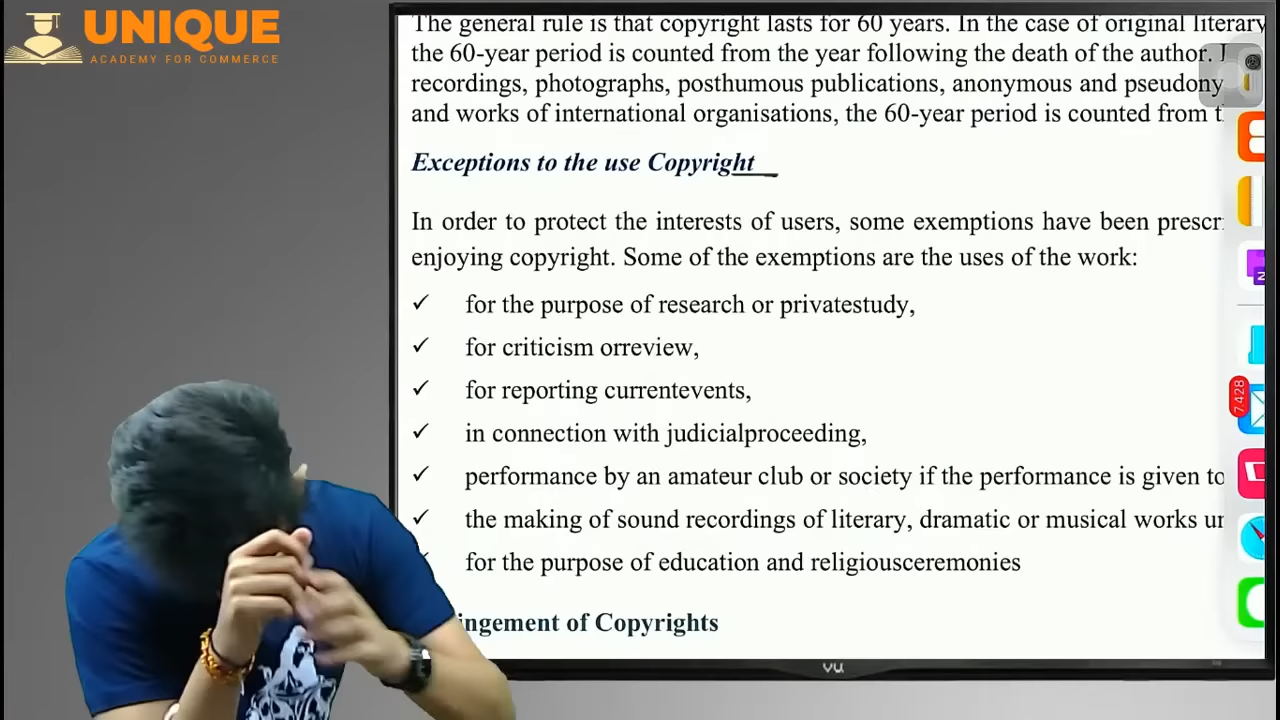 UNIQUE
ACADEMY FOR COMMERCE
The general rule is that copyright lasts for 60 years. In the case of original literary
the 60-year period is counted from the year following the death of the author.
recordings, photographs, posthumous publications, anonymous and pseudony
and works of international organisations, the 60-year period is counted from t
Exceptions to the use Copyright
In order to protect the interests of users, some exemptions have been prescr
enjoying copyright. Some of the exemptions are the uses of the work:
✓ for the purpose of research or privatestudy,
✓ for criticism orreview,
✓ for reporting currentevents,
✓ in connection with judicialproceeding,
✓ performance by an amateur club or society if the performance is given to
✓ the making of sound recordings of literary, dramatic or musical works un
for the purpose of education and religiousceremonies
ingement of Copyrights
7,428
N
vu